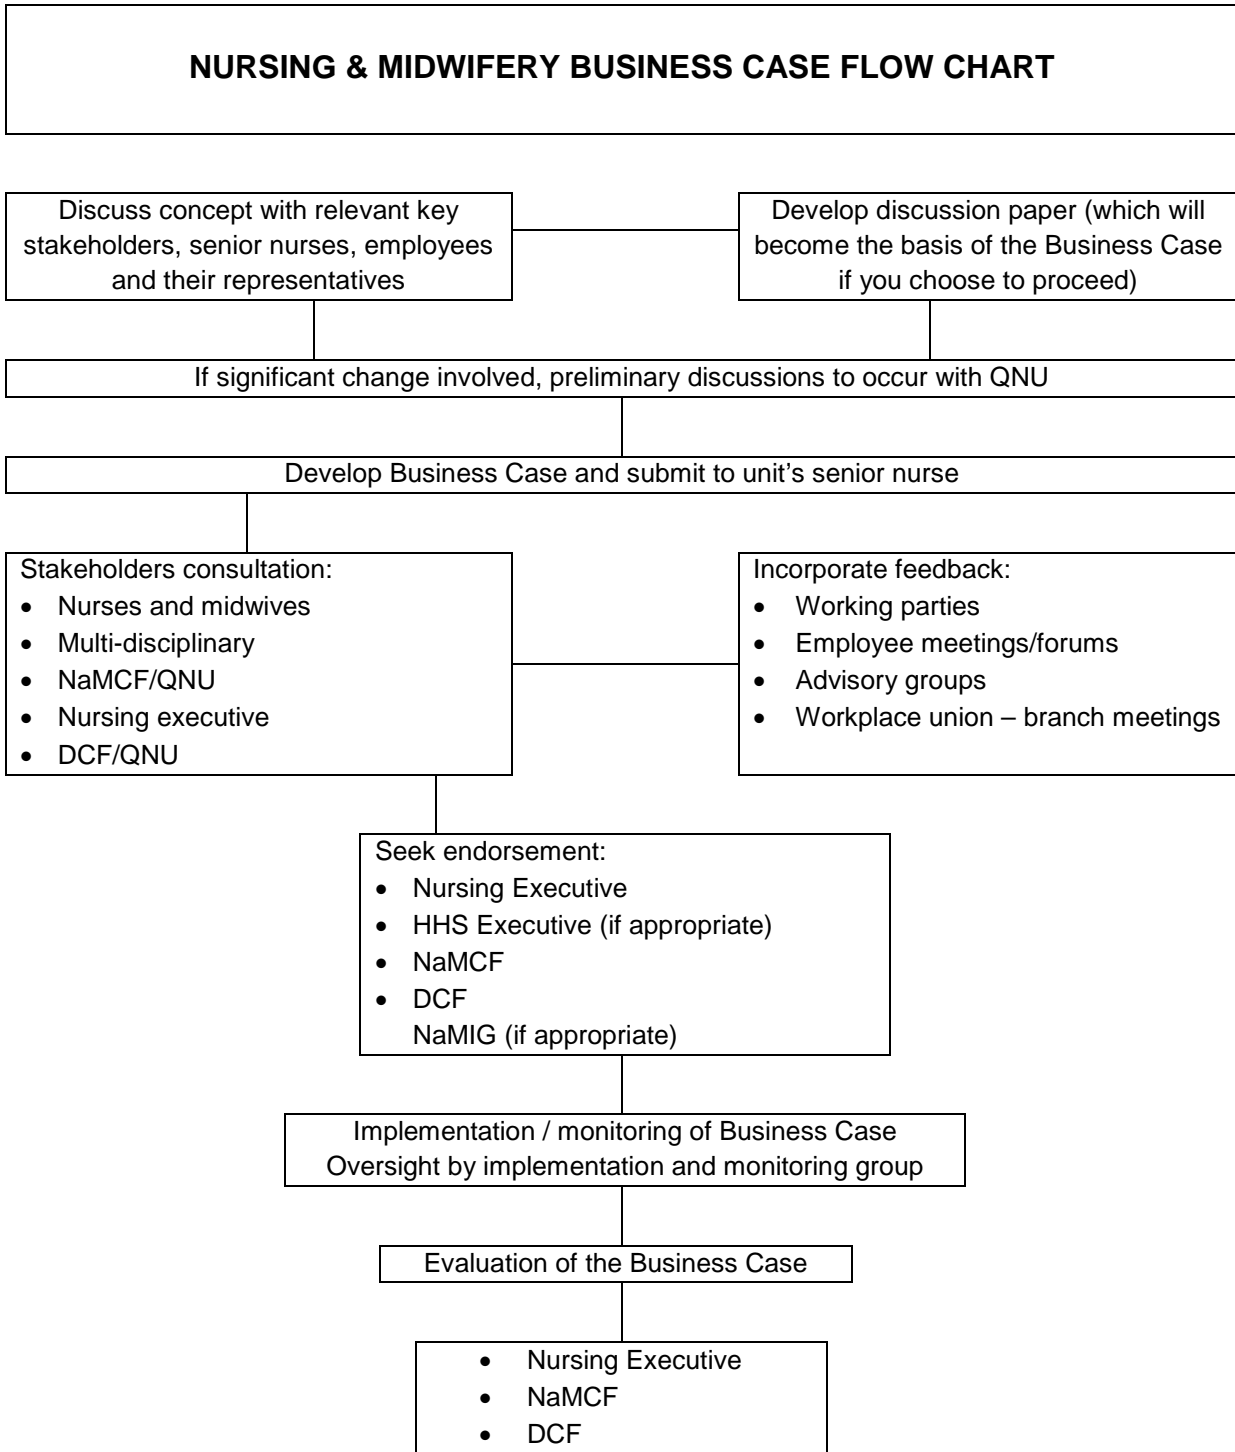 NURSING & MIDWIFERY BUSINESS CASE FLOW CHART
Discuss concept with relevant key
stakeholders, senior nurses, employees
and their representatives
Develop discussion paper (which will
become the basis of the Business Case
if you choose to proceed)
If significant change involved, preliminary discussions to occur with QNU
Develop Business Case and submit to unit's senior nurse
Stakeholders consultation:
• Nurses and midwives
• Multi-disciplinary
• NaMCF/QNU
• Nursing executive
• DCF/QNU
Incorporate feedback:
• Working parties
• Employee meetings/forums
• Advisory groups
• Workplace union – branch meetings
Seek endorsement:
• Nursing Executive
• HHS Executive (if appropriate)
• NaMCF
• DCF
NaMIG (if appropriate)
Implementation / monitoring of Business Case
Oversight by implementation and monitoring group
Evaluation of the Business Case
• Nursing Executive
• NaMCF
• DCF